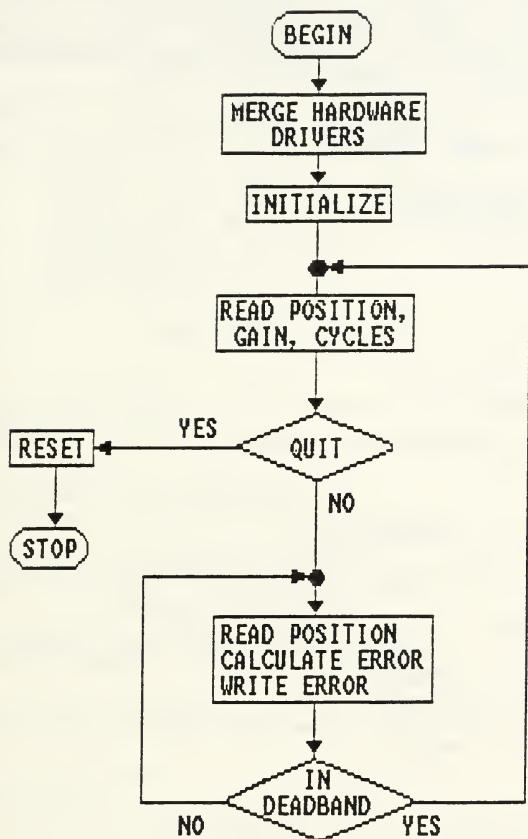 BEGIN
MERGE HARDWARE
DRIVERS
INITIALIZE
READ POSITION,
GAIN, CYCLES
YES
RESET
QUIT
NO
STOP
READ POSITION
CALCULATE ERROR
WRITE ERROR
IN
DEADBAND
NO
YES